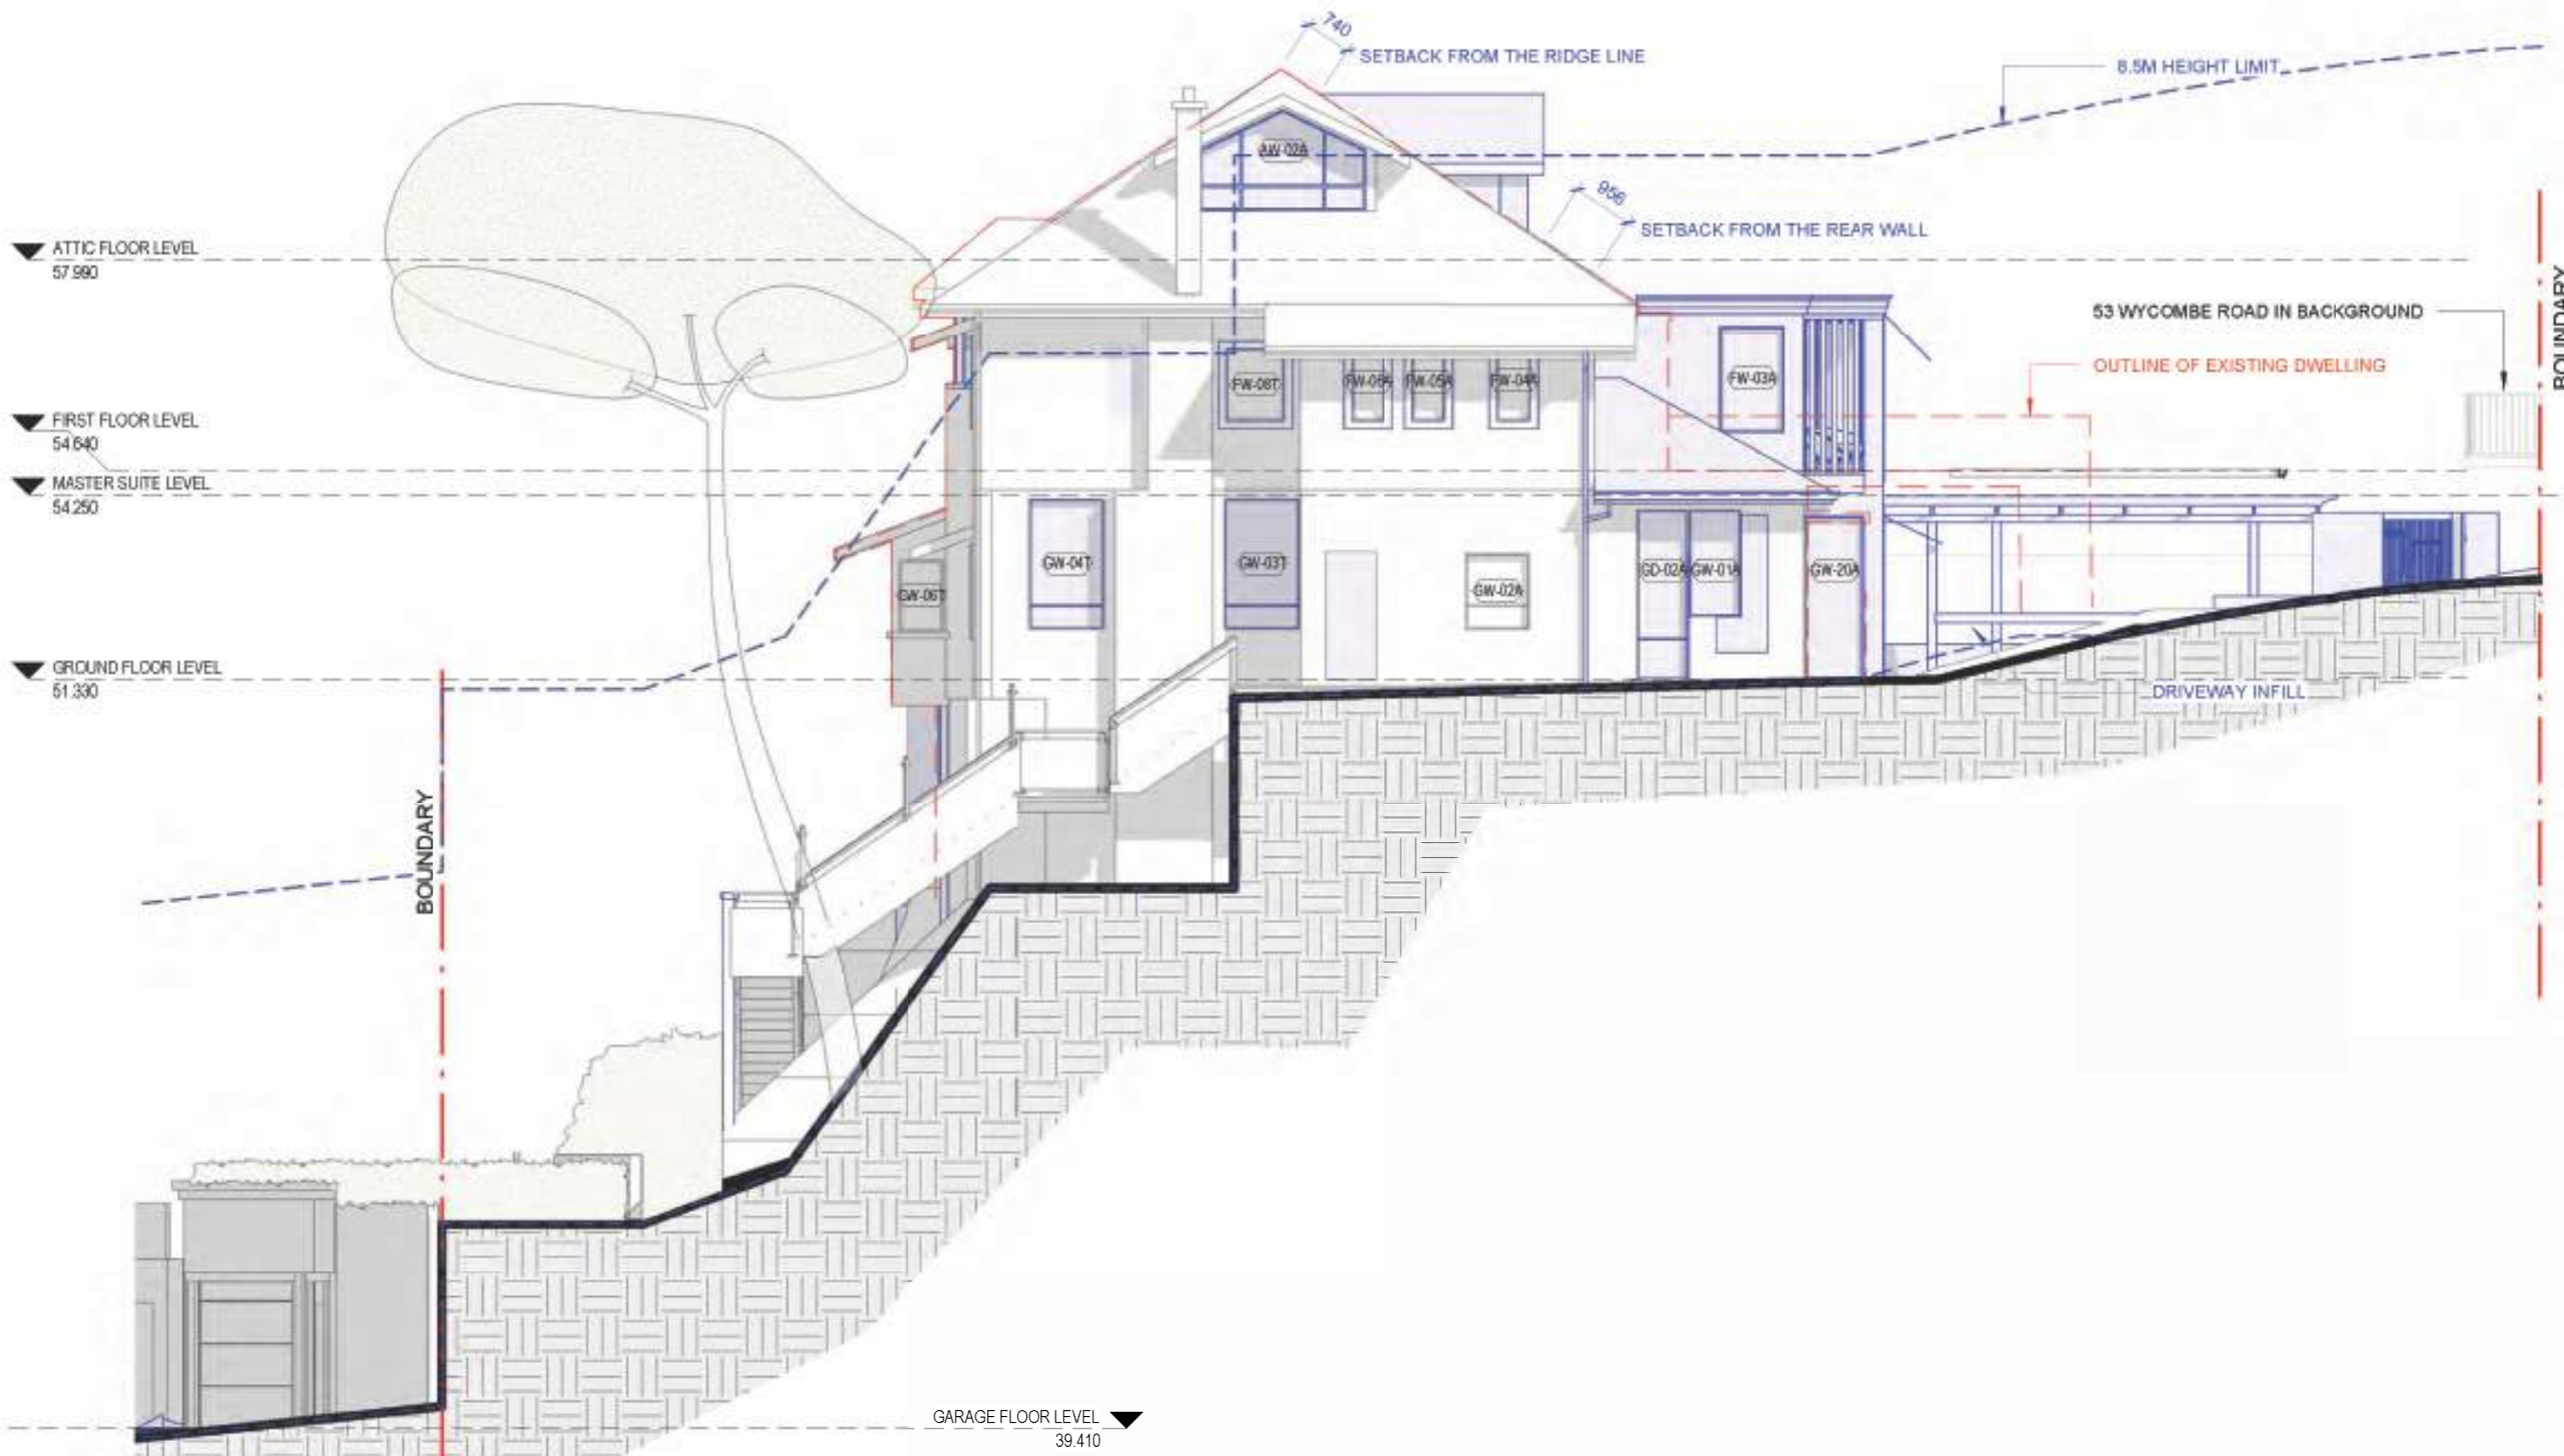 740
SETBACK FROM THE RIDGE LINE
8.5M HEIGHT LIMIT
AW-02A
956
SETBACK FROM THE REAR WALL
ATTIC FLOOR LEVEL
57.990
BOUNDARY
53 WYCOMBE ROAD IN BACKGROUND
OUTLINE OF EXISTING DWELLING
FW-08T
FW-06A
FW-05A
FW-04A
FW-03A
FIRST FLOOR LEVEL
54.640
MASTER SUITE LEVEL
54.250
GW-06T
GW-04T
GW-03T
GW-02A
GD-02A
GW-01A
GW-20A
GROUND FLOOR LEVEL
51.330
DRIVEWAY INFILL
BOUNDARY
GARAGE FLOOR LEVEL
39.410